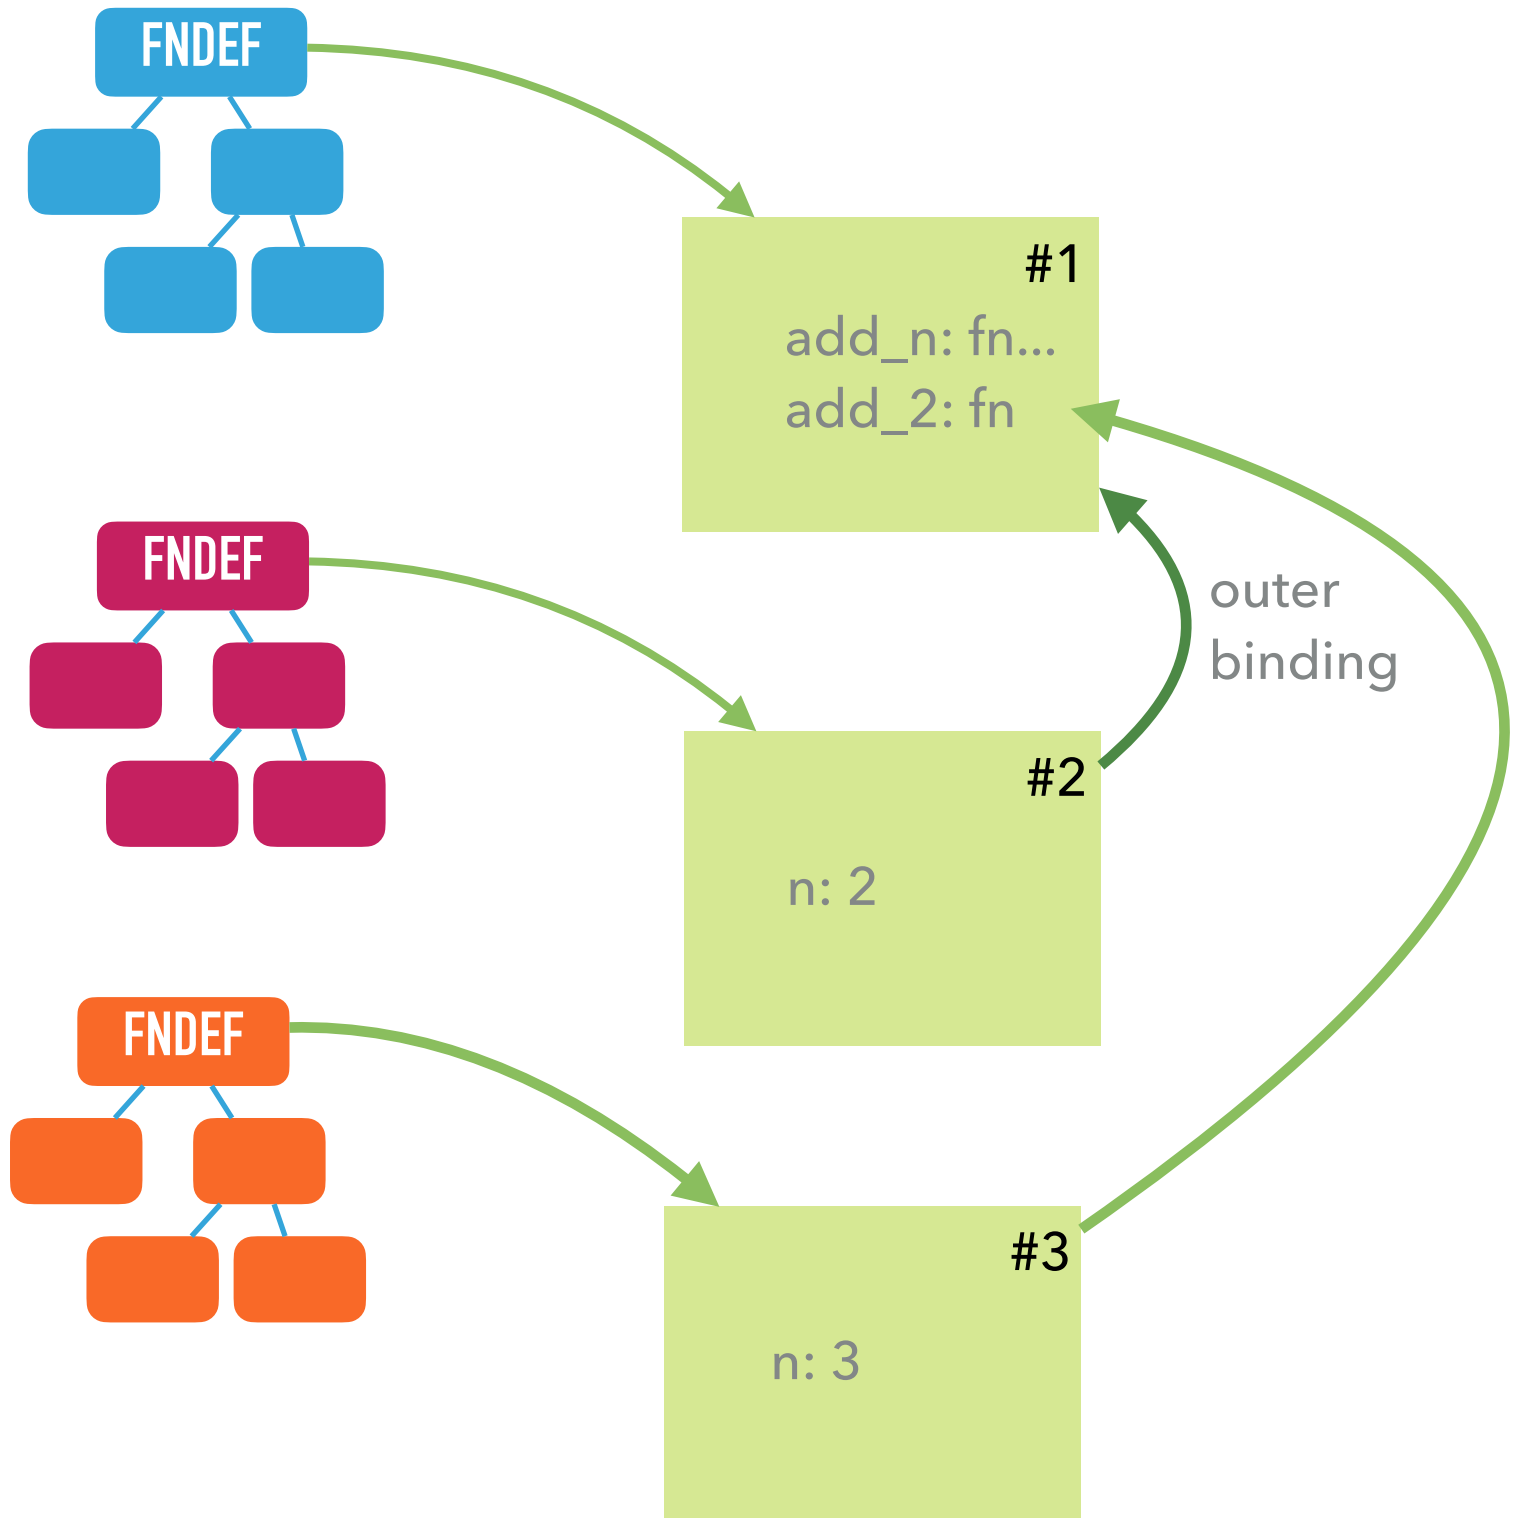 FNDEF
#1
add_n: fn...
add_2: fn
FNDEF
outer
binding
#2
n: 2
FNDEF
#3
n: 3